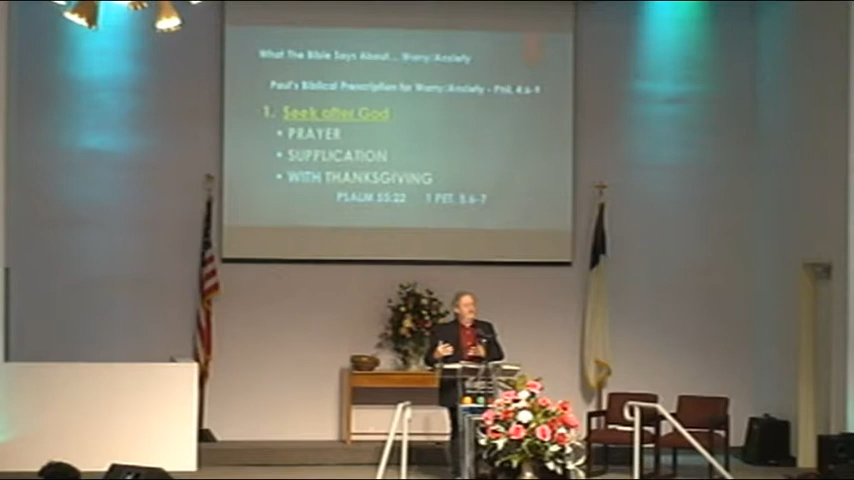 What The Bible Says About... Worry/Anxiety
Paul's Biblical Prescription for Worry/Anxiety - Phil. 4:6-9
1. Seek after God
• PRAYER
• SUPPLICATION
• WITH THANKSGIVING
PSALM 55:22 1 PET. 5:6-7